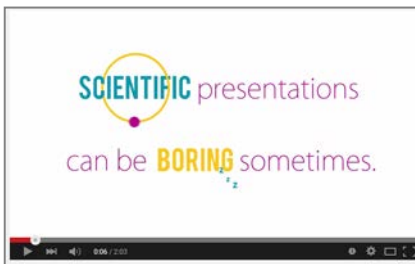 SCIENTIFIC presentations
can be BORING sometimes.
z z z
0:06 / 2:03